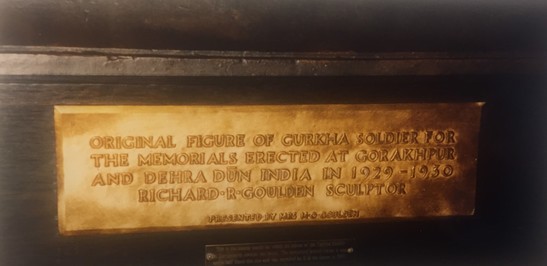 ORIGINAL FIGURE OF GURKHA SOLDIER FOR
THE MEMORIALS ERECTED AT GORAKHPUR
AND DEHRA DŪN INDIA IN 1929-1930
RICHARD·R·GOULDEN SCULPTOR
PRESENTED BY MRS M·G·GOULDEN